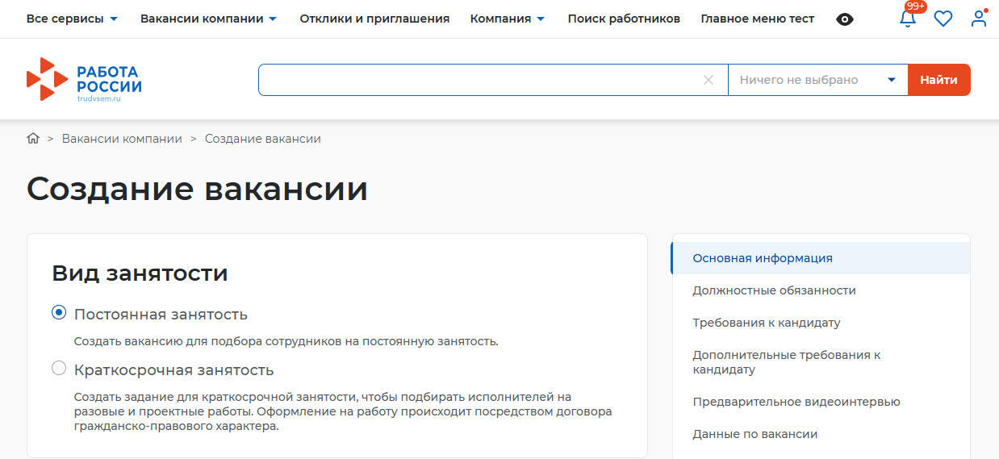 Все сервисы Вакансии компании Отклики и приглашения Компания Поиск работников Главное меню тест 99+
РАБОТА
РОССИИ
trudvsem.ru
Ничего не выбрано Найти
> Вакансии компании > Создание вакансии
Создание вакансии
Вид занятости
Постоянная занятость
Создать вакансию для подбора сотрудников на постоянную занятость.
Краткосрочная занятость
Создать задание для краткосрочной занятости, чтобы подбирать исполнителей на
разовые и проектные работы. Оформление на работу происходит посредством договора
гражданско-правового характера.
Основная информация
Должностные обязанности
Требования к кандидату
Дополнительные требования к
кандидату
Предварительное видеоинтервью
Данные по вакансии